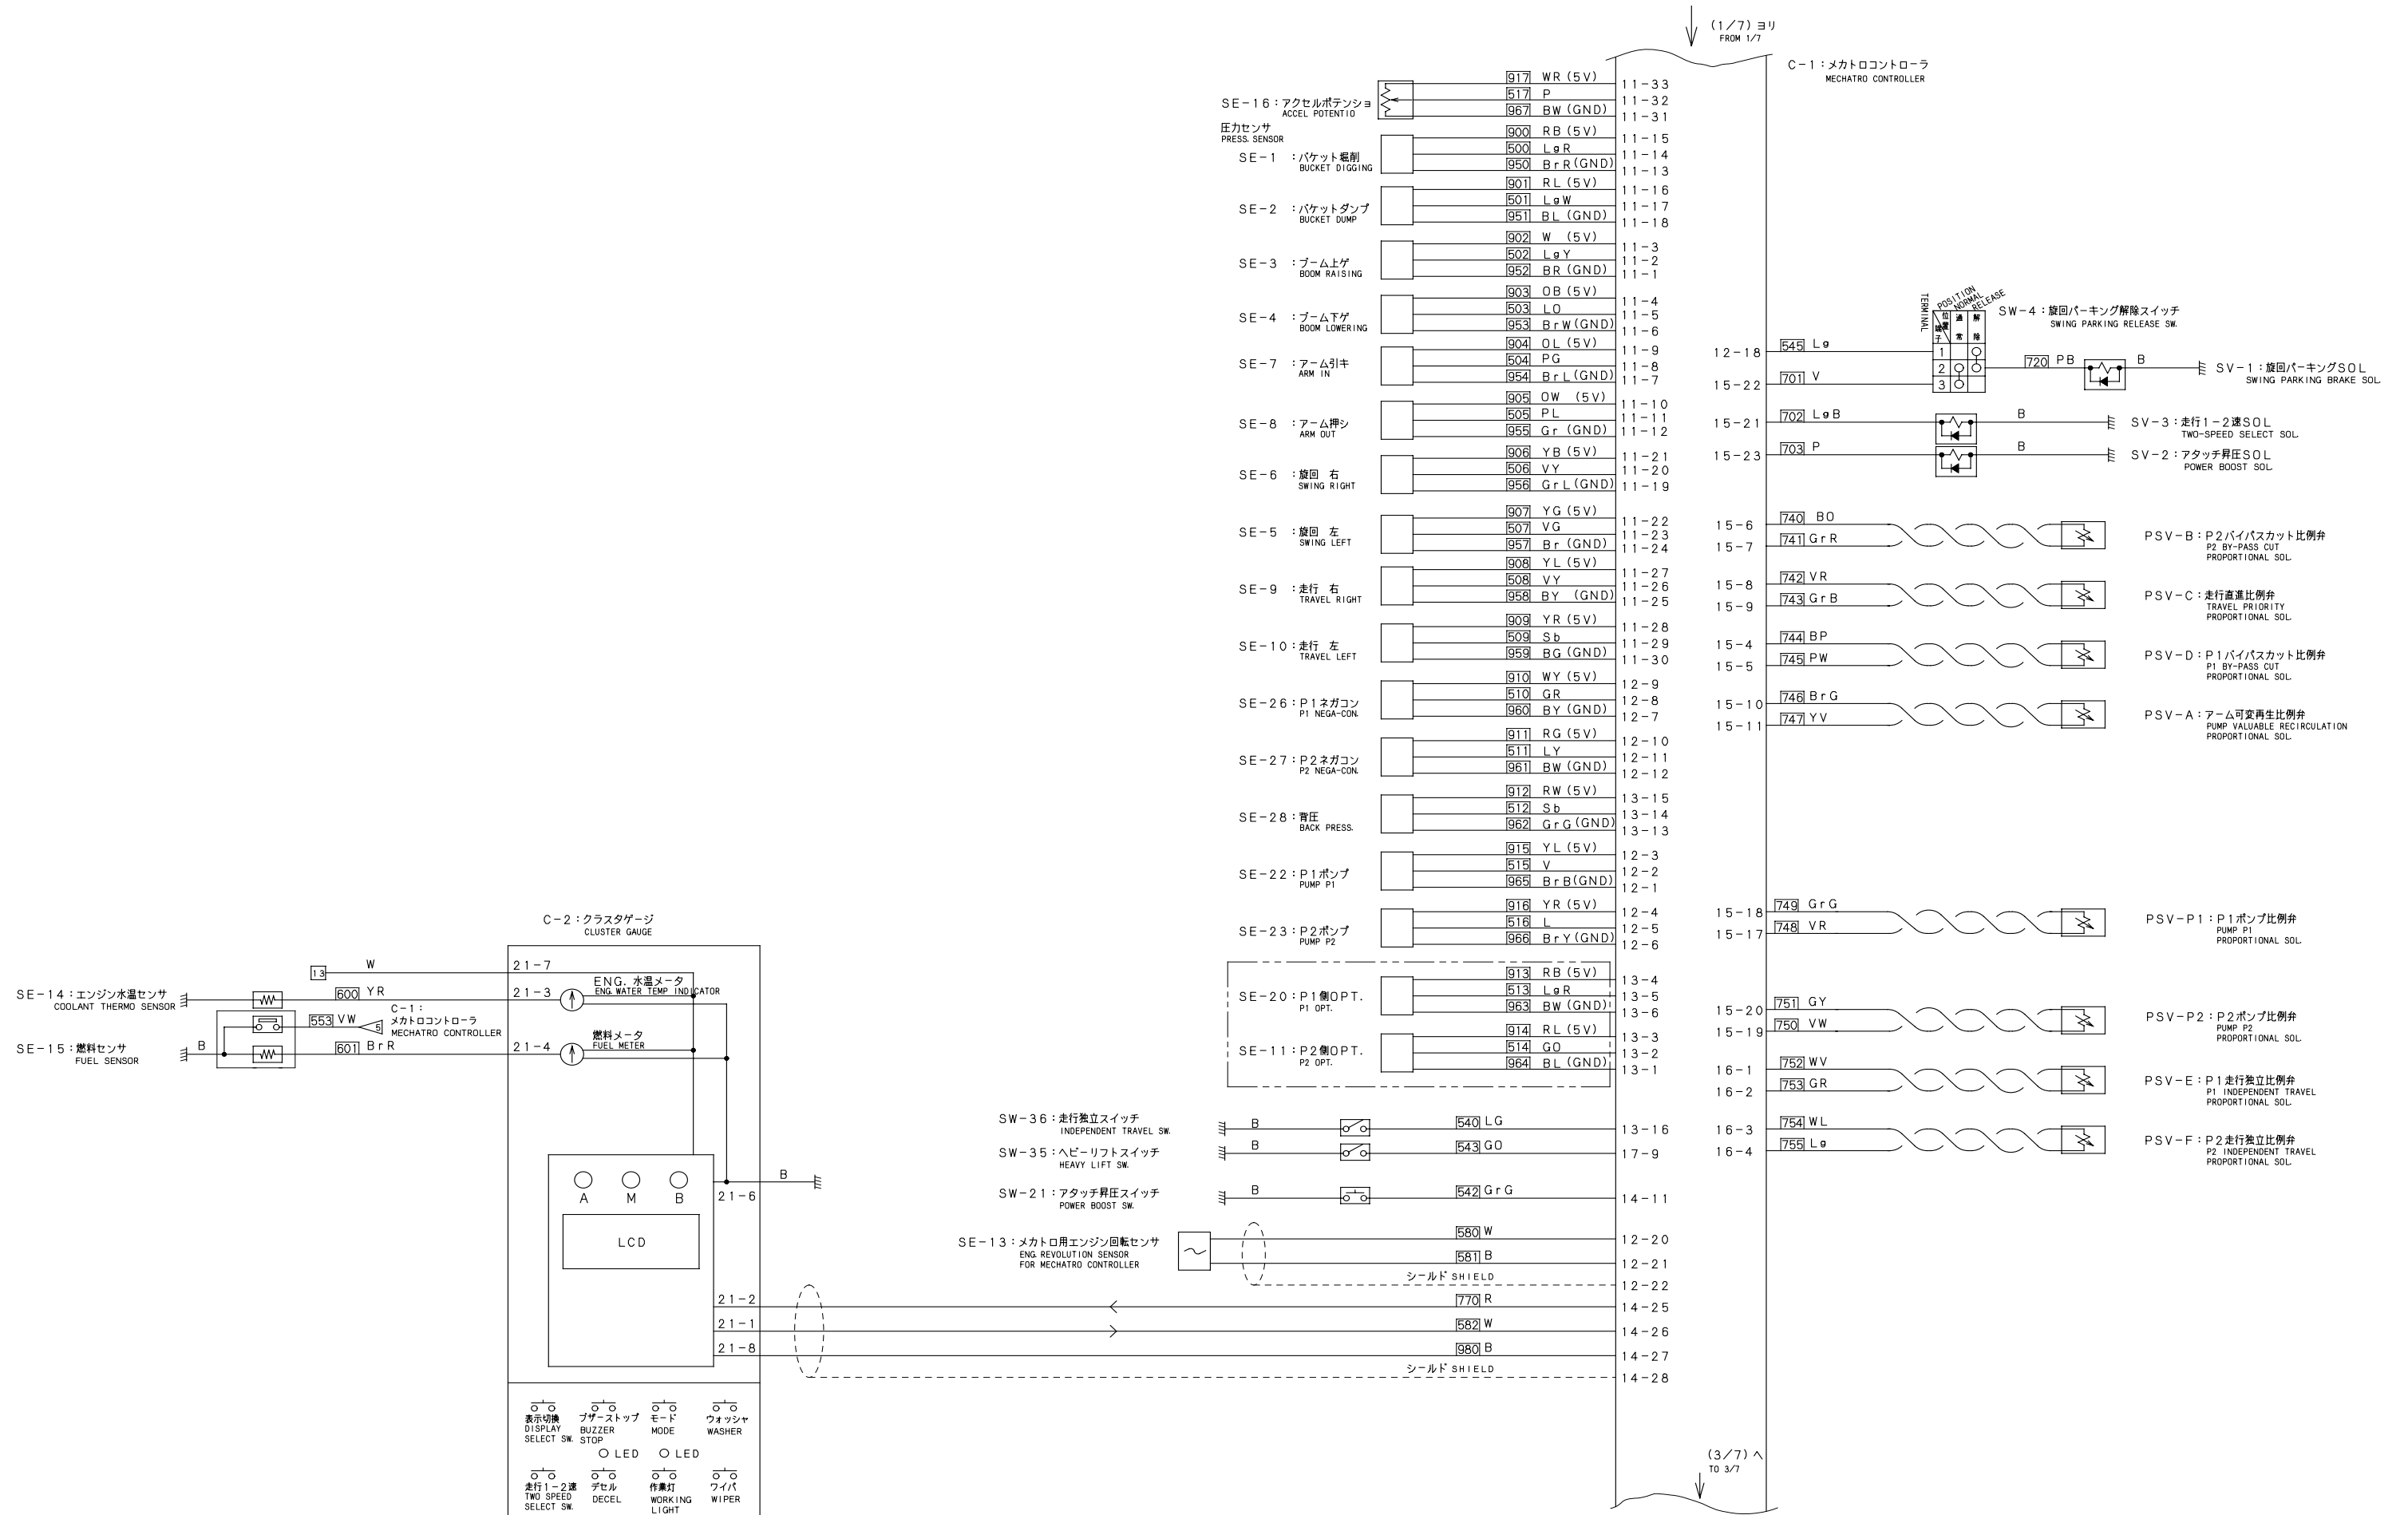 (1/7)ヨリ
FROM 1/7
C-1:メカトロコントローラ
MECHATRO CONTROLLER
SE-16:アクセルポテンショ
ACCEL POTENTIO
917 WR(5V) 11-33
517 P 11-32
967 BW(GND) 11-31
圧力センサ
PRESS. SENSOR
SE-1 :バケット堀削
BUCKET DIGGING
900 RB(5V) 11-15
500 LgR 11-14
950 BrR(GND) 11-13
SE-2 :バケットダンプ
BUCKET DUMP
901 RL(5V) 11-16
501 LgW 11-17
951 BL(GND) 11-18
SE-3 :ブーム上ゲ
BOOM RAISING
902 W (5V) 11-3
502 LgY 11-2
952 BR(GND) 11-1
SE-4 :ブーム下ゲ
BOOM LOWERING
903 OB(5V) 11-4
503 LO 11-5
953 BrW(GND) 11-6
SE-7 :アーム引キ
ARM IN
904 OL(5V) 11-9
504 PG 11-8
954 BrL(GND) 11-7
SE-8 :アーム押シ
ARM OUT
905 OW (5V) 11-10
505 PL 11-11
955 Gr(GND) 11-12
SE-6 :旋回 右
SWING RIGHT
906 YB(5V) 11-21
506 VY 11-20
956 GrL(GND) 11-19
SE-5 :旋回 左
SWING LEFT
907 YG(5V) 11-22
507 VG 11-23
957 Br(GND) 11-24
SE-9 :走行 右
TRAVEL RIGHT
908 YL(5V) 11-27
508 VY 11-26
958 BY (GND) 11-25
SE-10:走行 左
TRAVEL LEFT
909 YR(5V) 11-28
509 Sb 11-29
959 BG(GND) 11-30
SE-26:P1ネガコン
P1 NEGA-CON.
910 WY(5V) 12-9
510 GR 12-8
960 BY(GND) 12-7
SE-27:P2ネガコン
P2 NEGA-CON.
911 RG(5V) 12-10
511 LY 12-11
961 BW(GND) 12-12
SE-28:背圧
BACK PRESS.
912 RW(5V) 13-15
512 Sb 13-14
962 GrG(GND) 13-13
SE-22:P1ポンプ
PUMP P1
915 YL(5V) 12-3
515 V 12-2
965 BrB(GND) 12-1
SE-23:P2ポンプ
PUMP P2
916 YR(5V) 12-4
516 L 12-5
966 BrY(GND) 12-6
SE-20:P1側OPT.
P1 OPT.
913 RB(5V) 13-4
513 LgR 13-5
963 BW(GND) 13-6
SE-11:P2側OPT.
P2 OPT.
914 RL(5V) 13-3
514 GO 13-2
964 BL(GND) 13-1
SW-36:走行独立スイッチ
INDEPENDENT TRAVEL SW.
B 540 LG 13-16
SW-35:ヘビーリフトスイッチ
HEAVY LIFT SW.
B 543 GO 17-9
SW-21:アタッチ昇圧スイッチ
POWER BOOST SW.
B 542 GrG 14-11
SE-13:メカトロ用エンジン回転センサ
ENG. REVOLUTION SENSOR
FOR MECHATRO CONTROLLER
580 W 12-20
581 B 12-21
シールド SHIELD 12-22
21-2 770 R 14-25
21-1 582 W 14-26
21-8 980 B 14-27
シールド SHIELD 14-28
TERMINAL
POSITION
NORMAL
RELEASE
位置 端子 通常 解除
1
2
3
SW-4:旋回パーキング解除スイッチ
SWING PARKING RELEASE SW.
12-18 545 Lg
15-22 701 V
720 PB B
SV-1:旋回パーキングSOL
SWING PARKING BRAKE SOL.
15-21 702 LgB B
SV-3:走行1-2速SOL
TWO-SPEED SELECT SOL.
15-23 703 P B
SV-2:アタッチ昇圧SOL
POWER BOOST SOL.
15-6 740 BO
15-7 741 GrR
PSV-B:P2バイパスカット比例弁
P2 BY-PASS CUT
PROPORTIONAL SOL.
15-8 742 VR
15-9 743 GrB
PSV-C:走行直進比例弁
TRAVEL PRIORITY
PROPORTIONAL SOL.
15-4 744 BP
15-5 745 PW
PSV-D:P1バイパスカット比例弁
P1 BY-PASS CUT
PROPORTIONAL SOL.
15-10 746 BrG
15-11 747 YV
PSV-A:アーム可変再生比例弁
PUMP VALUABLE RECIRCULATION
PROPORTIONAL SOL.
15-18 749 GrG
15-17 748 VR
PSV-P1:P1ポンプ比例弁
PUMP P1
PROPORTIONAL SOL.
15-20 751 GY
15-19 750 VW
PSV-P2:P2ポンプ比例弁
PUMP P2
PROPORTIONAL SOL.
16-1 752 WV
16-2 753 GR
PSV-E:P1走行独立比例弁
P1 INDEPENDENT TRAVEL
PROPORTIONAL SOL.
16-3 754 WL
16-4 755 Lg
PSV-F:P2走行独立比例弁
P2 INDEPENDENT TRAVEL
PROPORTIONAL SOL.
(3/7)ヘ
TO 3/7
C-2:クラスタゲージ
CLUSTER GAUGE
13 W 21-7
SE-14:エンジン水温センサ
COOLANT THERMO SENSOR
600 YR 21-3
ENG. 水温メータ
ENG. WATER TEMP INDICATOR
553 VW 5
C-1:
メカトロコントローラ
MECHATRO CONTROLLER
SE-15:燃料センサ
FUEL SENSOR
B 601 BrR 21-4
燃料メータ
FUEL METER
A M B
21-6 B
LCD
表示切換
DISPLAY
SELECT SW.
ブザーストップ
BUZZER
STOP
モード
MODE
ウォッシャ
WASHER
LED LED
走行1-2速
TWO SPEED
SELECT SW.
デセル
DECEL
作業灯
WORKING
LIGHT
ワイパ
WIPER